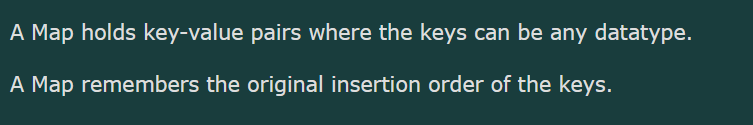 A Map holds key-value pairs where the keys can be any datatype.
A Map remembers the original insertion order of the keys.